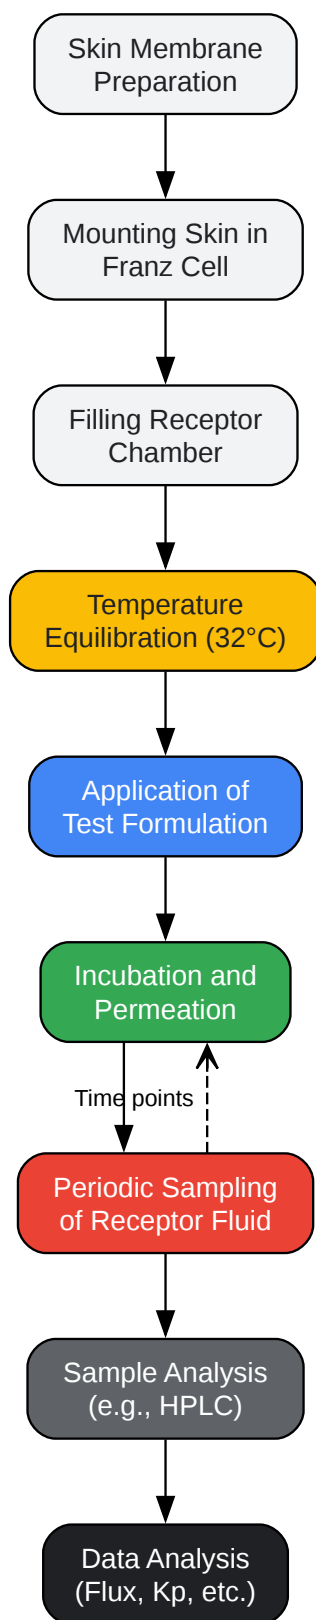 Skin Membrane
Preparation
Mounting Skin in
Franz Cell
Filling Receptor
Chamber
Temperature
Equilibration (32°C)
Application of
Test Formulation
Incubation and
Permeation
Time points
Periodic Sampling
of Receptor Fluid
Sample Analysis
(e.g., HPLC)
Data Analysis
(Flux, Kp, etc.)